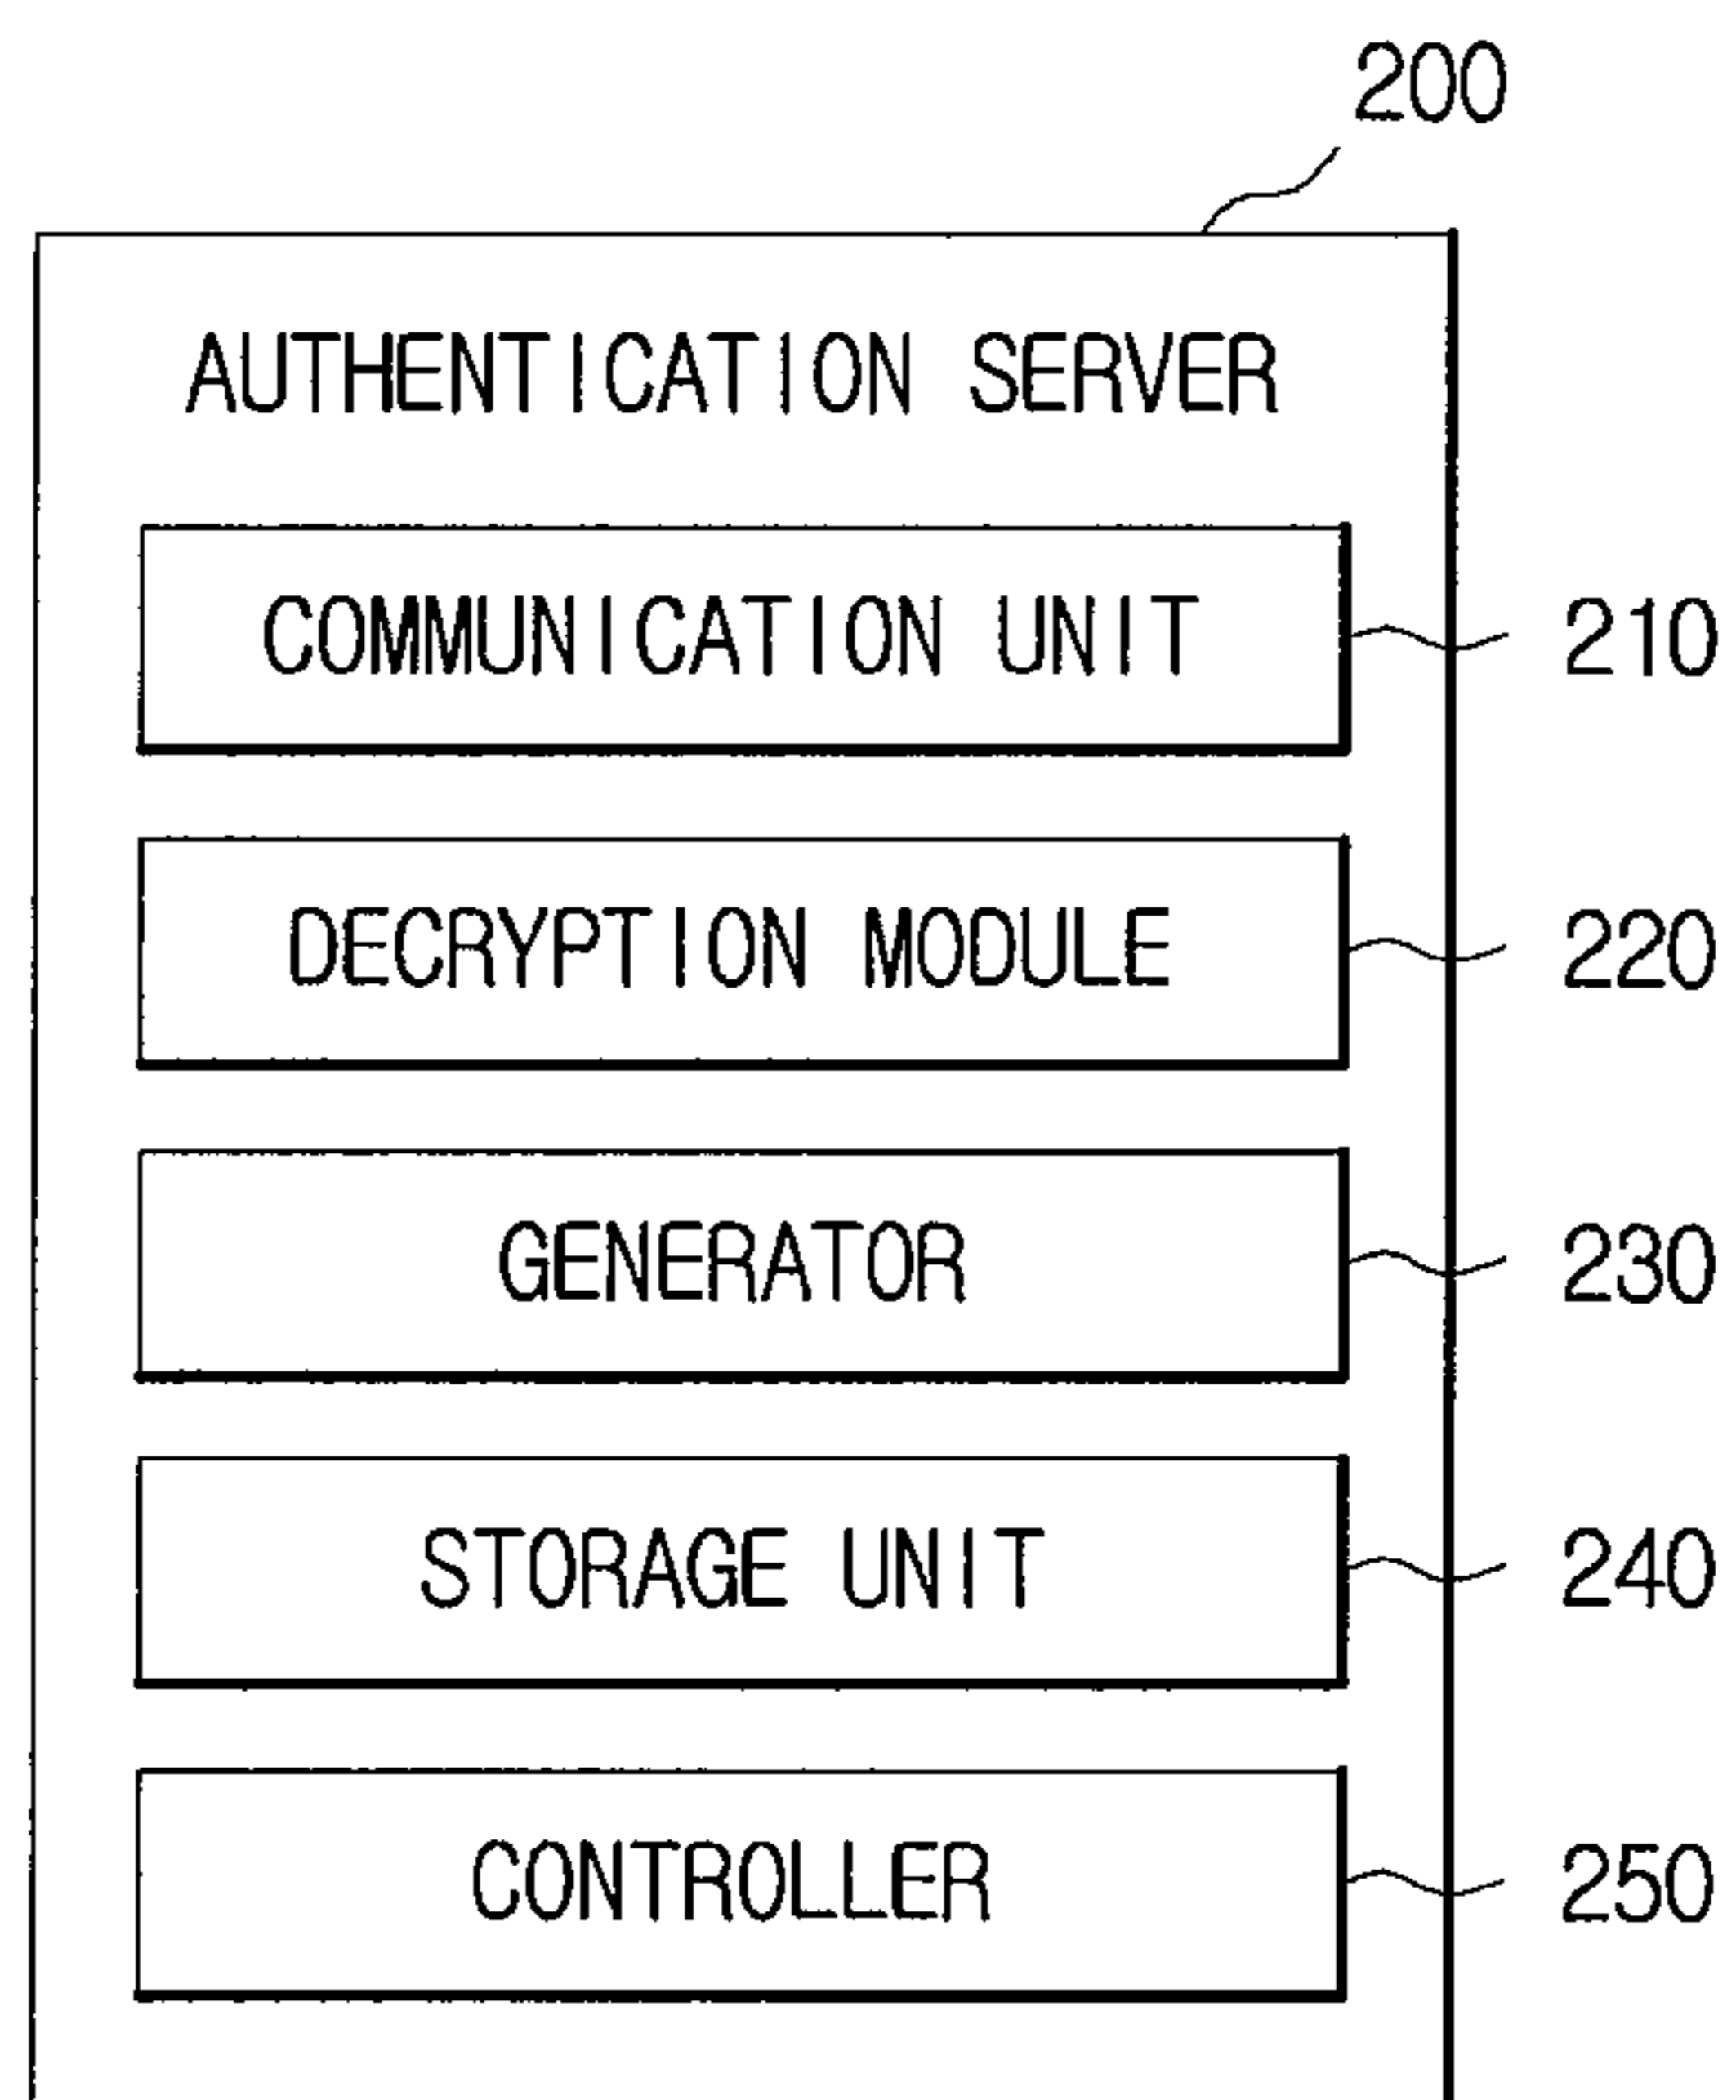 200
AUTHENTICATION SERVER
COMMUNICATION UNIT 210
DECRYPTION MODULE 220
GENERATOR 230
STORAGE UNIT 240
CONTROLLER 250